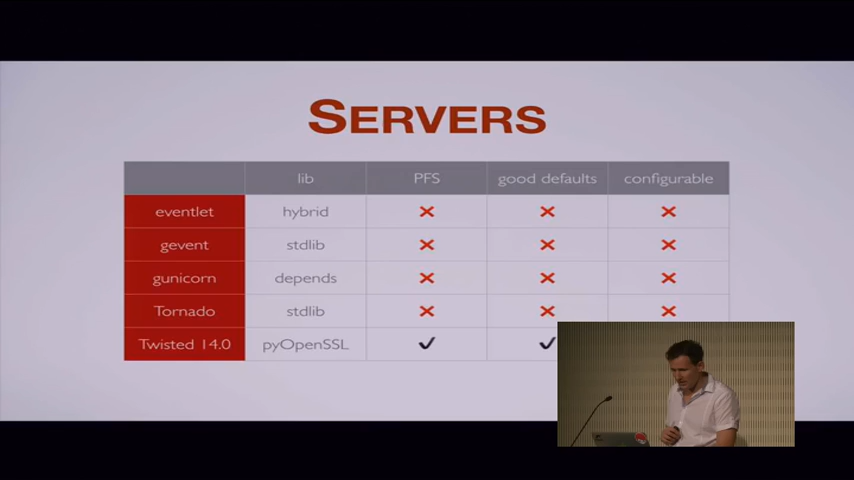 SERVERS
lib PFS good defaults configurable
eventlet hybrid ✕ ✕ ✕
gevent stdlib ✕ ✕ ✕
gunicorn depends ✕ ✕ ✕
Tornado stdlib ✕ ✕ ✕
Twisted 14.0 pyOpenSSL ✓ ✓